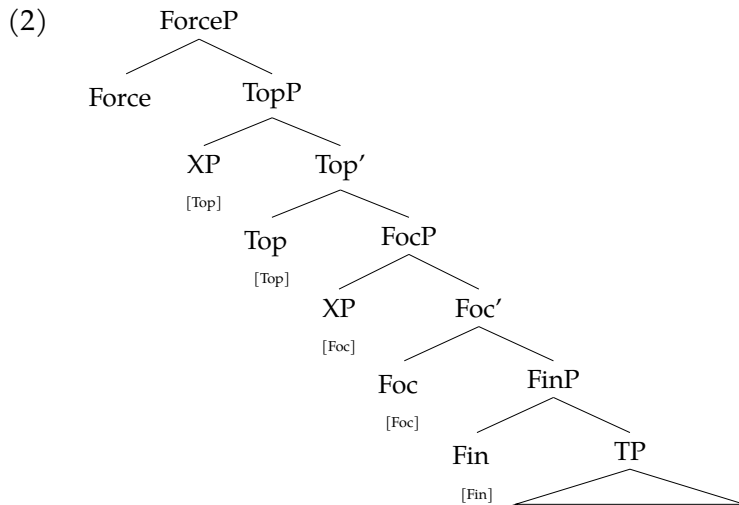 (2) ForceP
Force TopP
XP Top'
[Top]
Top FocP
[Top]
XP Foc'
[Foc]
Foc FinP
[Foc]
Fin TP
[Fin]